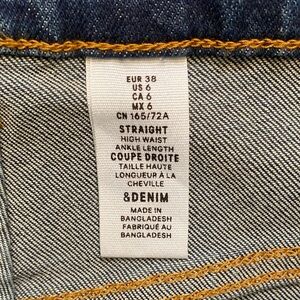 EUR 38
US 6
CA 6
MX 6
CN 165/72A
STRAIGHT
HIGH WAIST
ANKLE LENGTH
COUPE DROITE
TAILLE HAUTE
LONGUEUR À LA
CHEVILLE
&DENIM
MADE IN
BANGLADESH
FABRIQUÉ AU
BANGLADESH